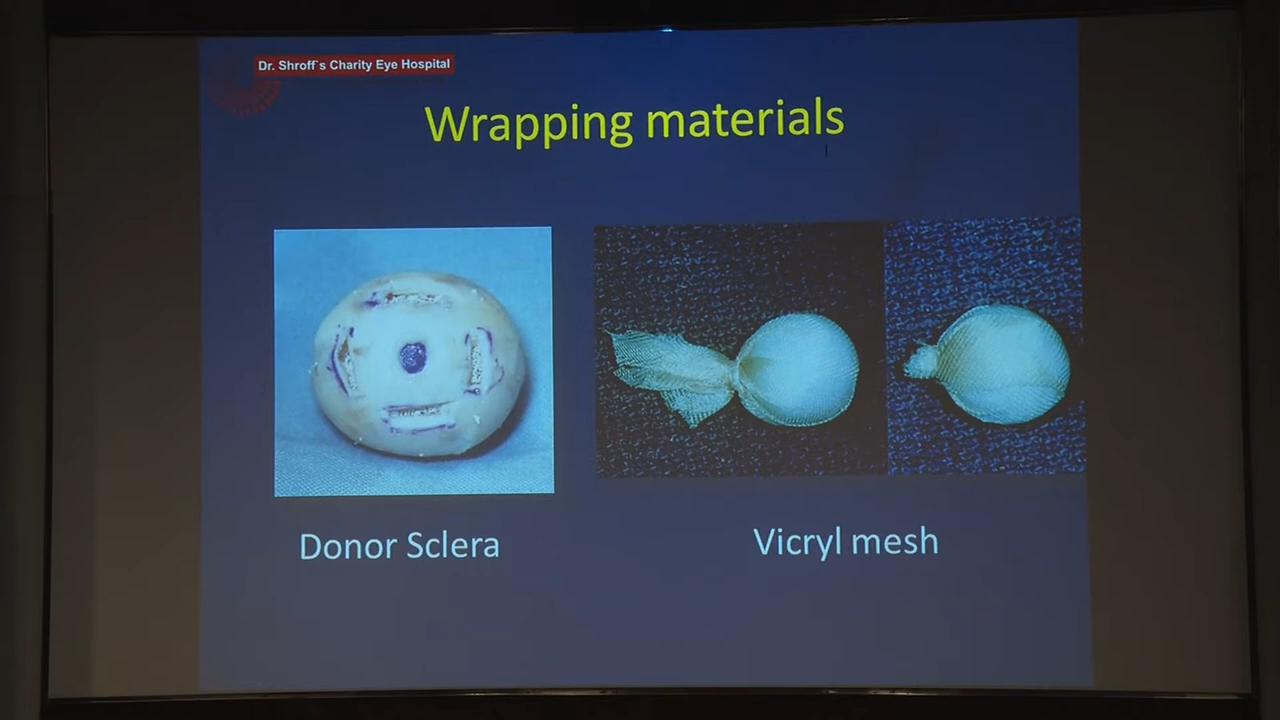 Dr. Shroff`s Charity Eye Hospital
Wrapping materials
Donor Sclera
Vicryl mesh